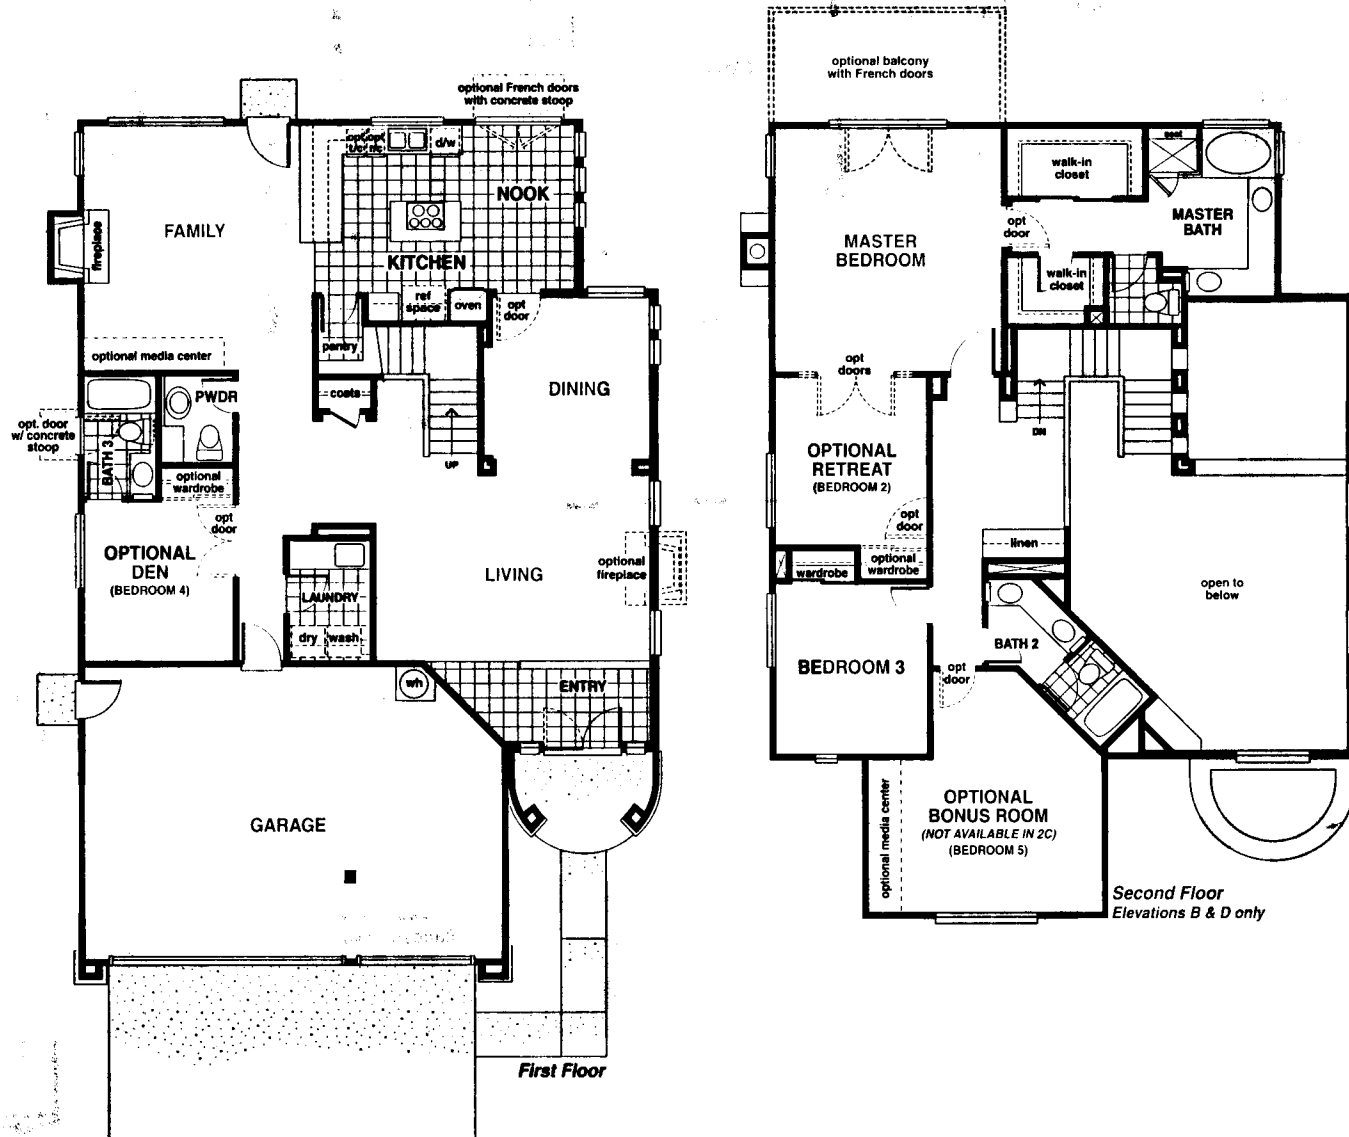 optional French doors
with concrete stoop
opt opt
t/c n/c
d/w
NOOK
FAMILY
fireplace
KITCHEN
ref
space
oven
opt
door
pantry
optional media center
coats
DINING
PWDR
opt. door
w/ concrete
stoop
BATH 3
UP
optional
wardrobe
opt
door
OPTIONAL
DEN
(BEDROOM 4)
LIVING
optional
fireplace
LAUNDRY
dry
wash
wh
ENTRY
GARAGE
First Floor
optional balcony
with French doors
seat
walk-in
closet
MASTER
BATH
opt
door
MASTER
BEDROOM
walk-in
closet
opt
doors
DN
OPTIONAL
RETREAT
(BEDROOM 2)
opt
door
linen
wardrobe
optional
wardrobe
open to
below
BATH 2
BEDROOM 3
opt
door
optional media center
OPTIONAL
BONUS ROOM
(NOT AVAILABLE IN 2C)
(BEDROOM 5)
Second Floor
Elevations B & D only